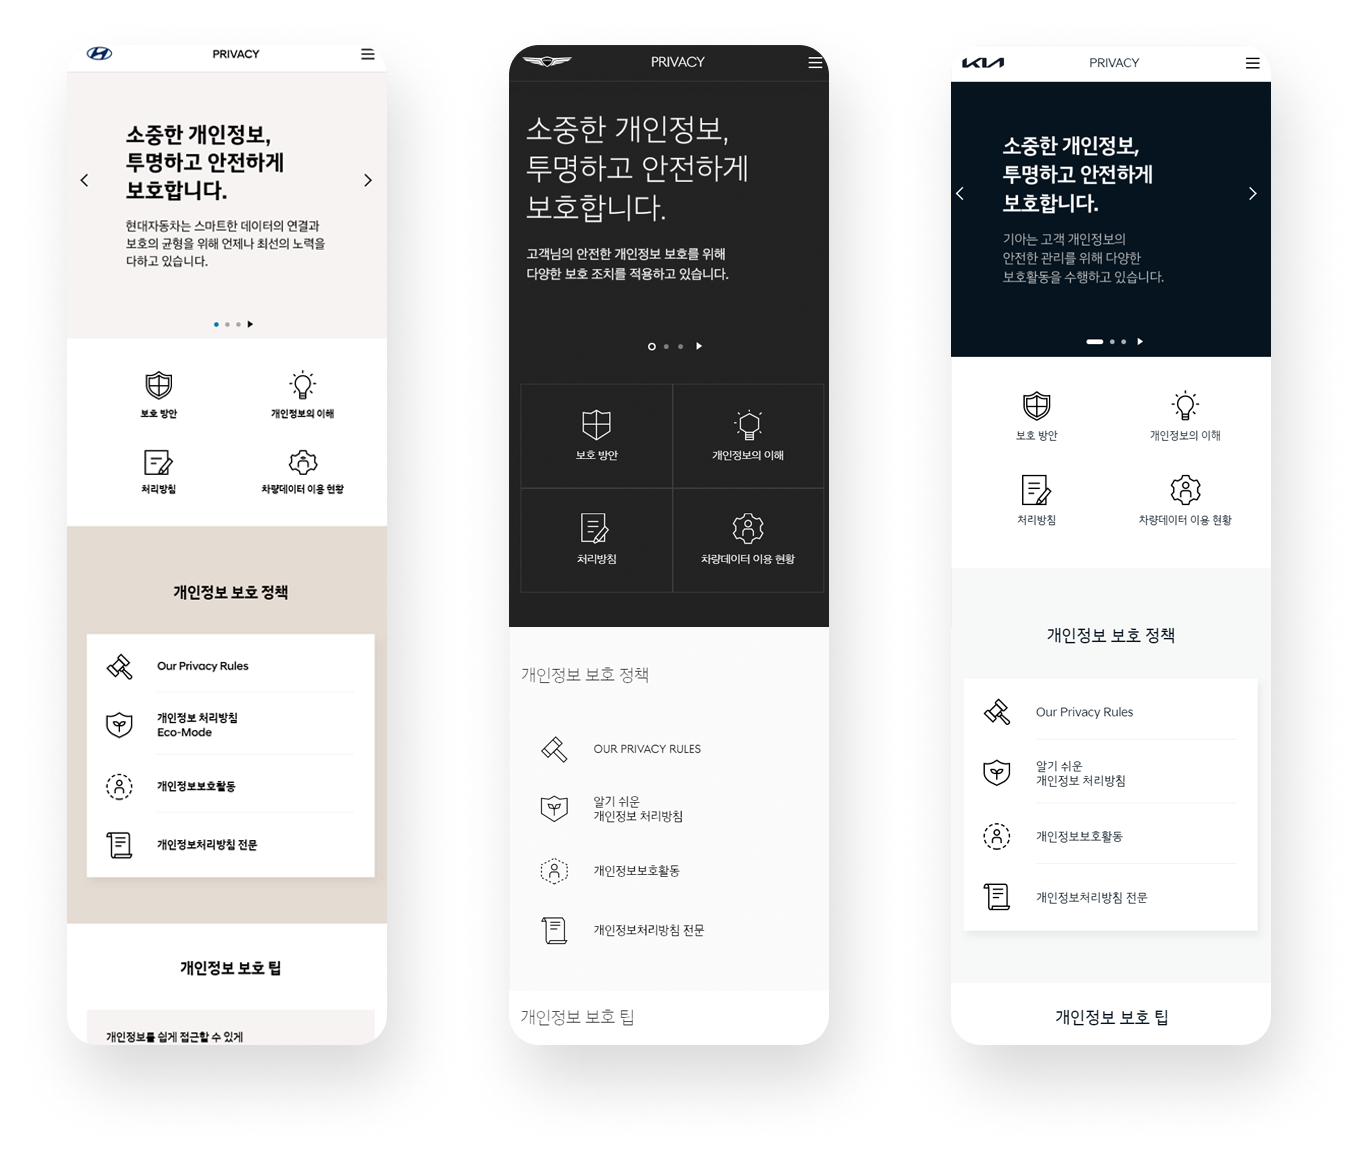 PRIVACY
소중한 개인정보,
투명하고 안전하게
보호합니다.
현대자동차는 스마트한 데이터의 연결과
보호의 균형을 위해 언제나 최선의 노력을
다하고 있습니다.
보호 방안
개인정보의 이해
처리방침
차량데이터 이용 현황
개인정보 보호 정책
Our Privacy Rules
개인정보 처리방침
Eco-Mode
개인정보보호활동
개인정보처리방침 전문
개인정보 보호 팁
개인정보를 쉽게 접근할 수 있게
PRIVACY
소중한 개인정보,
투명하고 안전하게
보호합니다.
고객님의 안전한 개인정보 보호를 위해
다양한 보호 조치를 적용하고 있습니다.
보호 방안
개인정보의 이해
처리방침
차량데이터 이용 현황
개인정보 보호 정책
OUR PRIVACY RULES
알기 쉬운
개인정보 처리방침
개인정보보호활동
개인정보처리방침 전문
개인정보 보호 팁
KIA
PRIVACY
소중한 개인정보,
투명하고 안전하게
보호합니다.
기아는 고객 개인정보의
안전한 관리를 위해 다양한
보호활동을 수행하고 있습니다.
보호 방안
개인정보의 이해
처리방침
차량데이터 이용 현황
개인정보 보호 정책
Our Privacy Rules
알기 쉬운
개인정보 처리방침
개인정보보호활동
개인정보처리방침 전문
개인정보 보호 팁